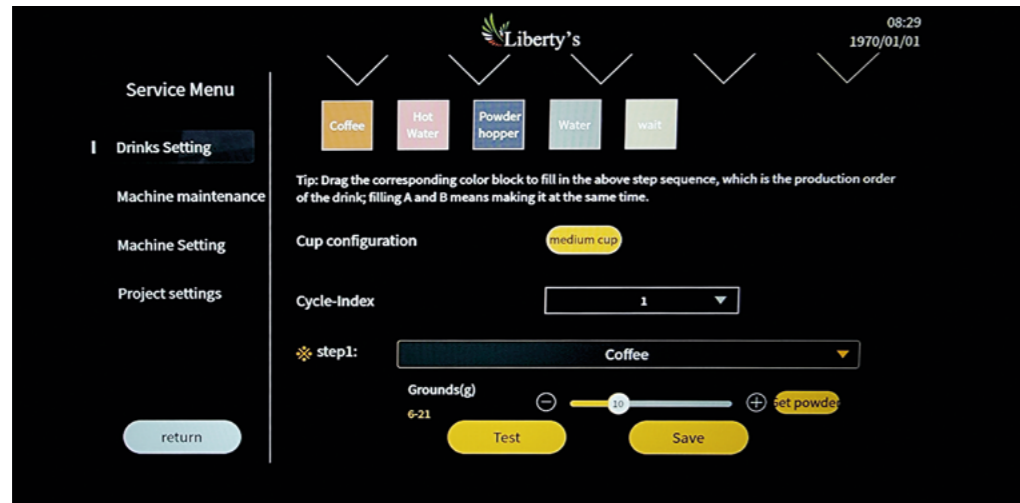 Liberty's
08:29
1970/01/01
Service Menu
Drinks Setting
Machine maintenance
Machine Setting
Project settings
return
Coffee
Hot
Water
Powder
hopper
Water
wait
Tip: Drag the corresponding color block to fill in the above step sequence, which is the production order
of the drink; filling A and B means making it at the same time.
Cup configuration
medium cup
Cycle-Index
1
※ step1:
Coffee
Grounds(g)
6-21
10
Get powder
Test
Save